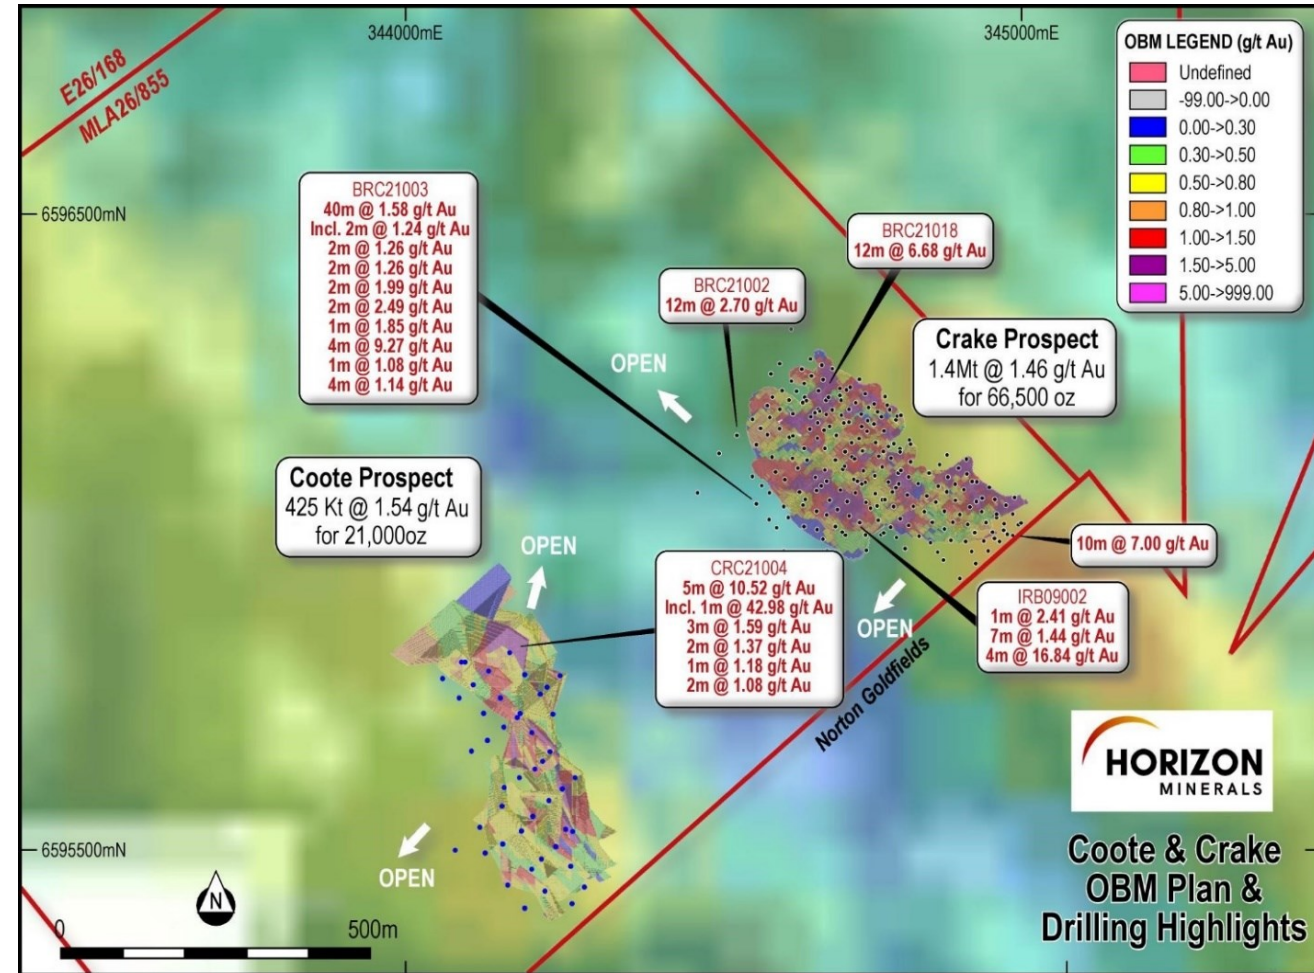 344000mE
345000mE
E26/168
MLA26/855
OBM LEGEND (g/t Au)
Undefined
-99.00->0.00
0.00->0.30
0.30->0.50
0.50->0.80
0.80->1.00
1.00->1.50
1.50->5.00
5.00->999.00
6596500mN
BRC21003
40m @ 1.58 g/t Au
Incl. 2m @ 1.24 g/t Au
2m @ 1.26 g/t Au
2m @ 1.26 g/t Au
2m @ 1.99 g/t Au
2m @ 2.49 g/t Au
1m @ 1.85 g/t Au
4m @ 9.27 g/t Au
1m @ 1.08 g/t Au
4m @ 1.14 g/t Au
BRC21018
12m @ 6.68 g/t Au
BRC21002
12m @ 2.70 g/t Au
Crake Prospect
1.4Mt @ 1.46 g/t Au
for 66,500 oz
OPEN
Coote Prospect
425 Kt @ 1.54 g/t Au
for 21,000oz
OPEN
10m @ 7.00 g/t Au
CRC21004
5m @ 10.52 g/t Au
Incl. 1m @ 42.98 g/t Au
3m @ 1.59 g/t Au
2m @ 1.37 g/t Au
1m @ 1.18 g/t Au
2m @ 1.08 g/t Au
IRB09002
1m @ 2.41 g/t Au
7m @ 1.44 g/t Au
4m @ 16.84 g/t Au
OPEN
Norton Goldfields
HORIZON
MINERALS
6595500mN
OPEN
N
0
500m
Coote & Crake
OBM Plan &
Drilling Highlights